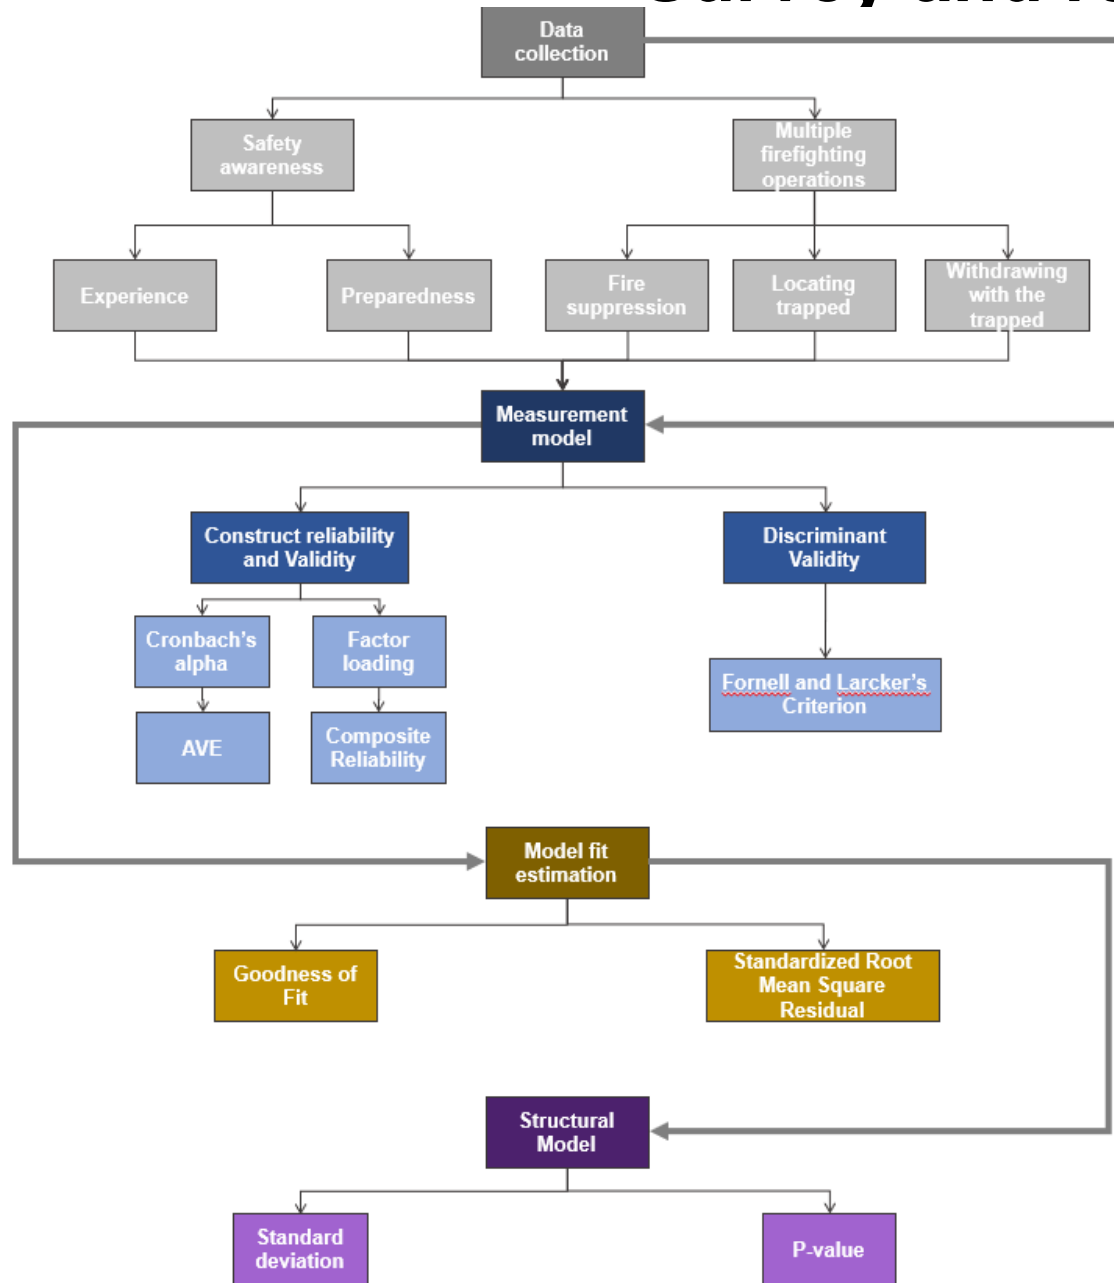 Data
collection
Safety
awareness
Multiple
firefighting
operations
Experience
Preparedness
Fire
suppression
Locating
trapped
Withdrawing
with the
trapped
Measurement
model
Construct reliability
and Validity
Discriminant
Validity
Cronbach's
alpha
Factor
loading
Fornell and Larcker's
Criterion
AVE
Composite
Reliability
Model fit
estimation
Goodness of
Fit
Standardized Root
Mean Square
Residual
Structural
Model
Standard
deviation
P-value